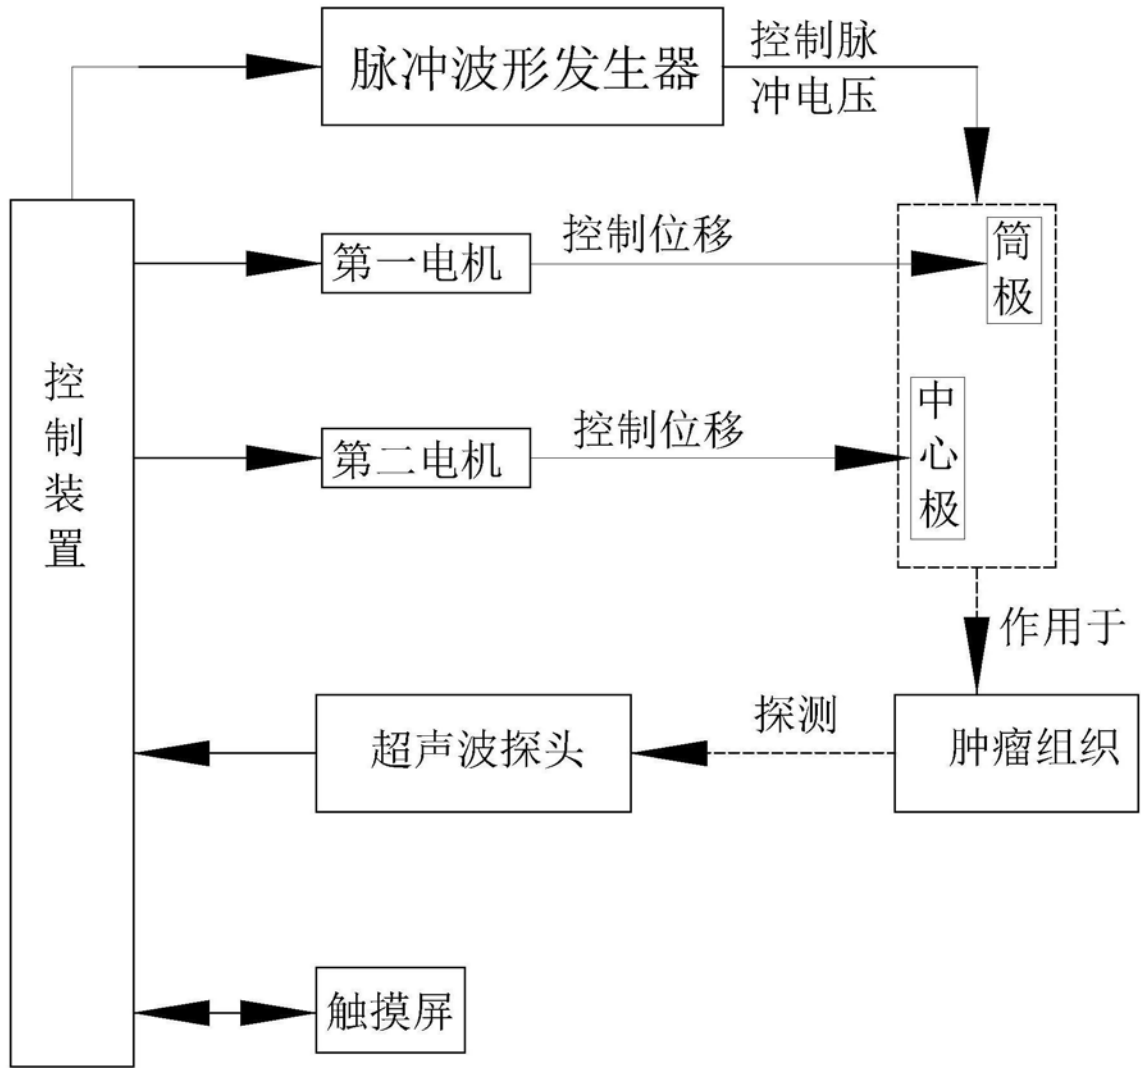 脉冲波形发生器
控制脉
冲电压
第一电机
控制位移
筒极
控制装置
第二电机
控制位移
中心极
作用于
超声波探头
探测
肿瘤组织
触摸屏